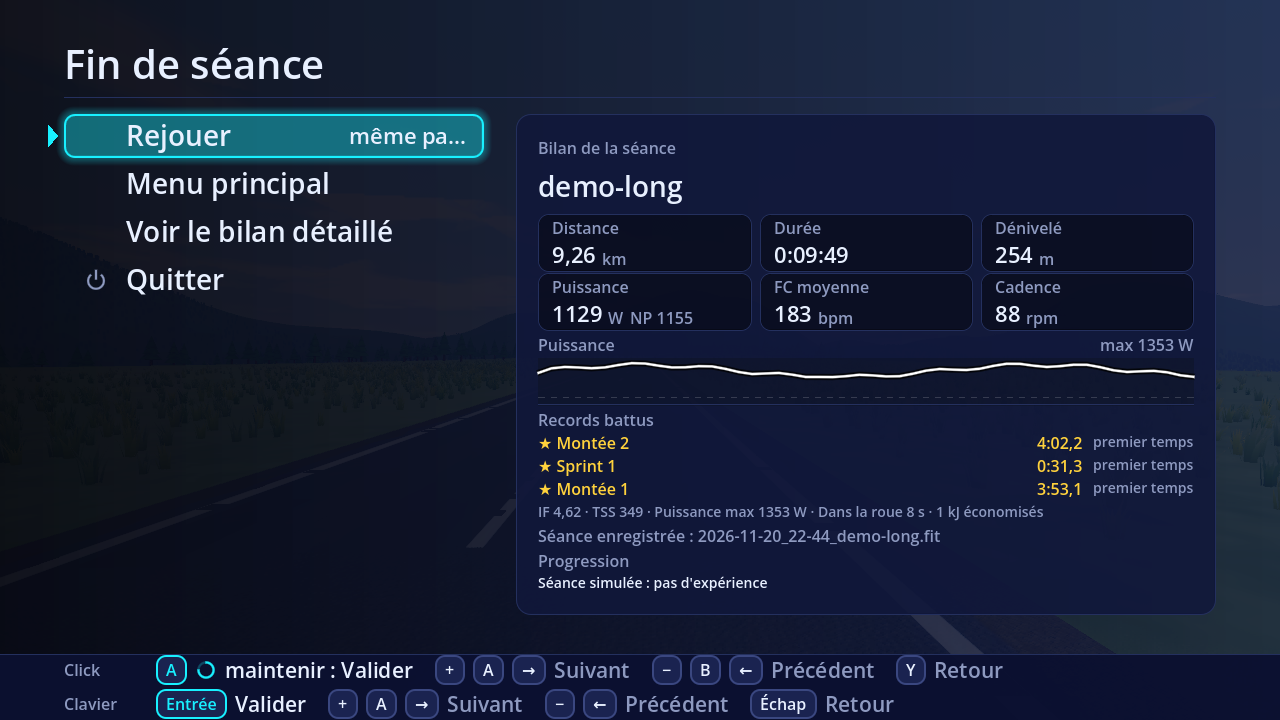 Fin de séance
Rejouer même pa...
Menu principal
Voir le bilan détaillé
Quitter
Bilan de la séance
demo-long
Distance Durée Dénivelé
9,26 km 0:09:49 254 m
Puissance FC moyenne Cadence
1129 W NP 1155 183 bpm 88 rpm
Puissance max 1353 W
Records battus
★ Montée 2 4:02,2 premier temps
★ Sprint 1 0:31,3 premier temps
★ Montée 1 3:53,1 premier temps
IF 4,62 · TSS 349 · Puissance max 1353 W · Dans la roue 8 s · 1 kJ économisés
Séance enregistrée : 2026-11-20_22-44_demo-long.fit
Progression
Séance simulée : pas d'expérience
Click A maintenir : Valider + A → Suivant − B ← Précédent Y Retour
Clavier Entrée Valider + A → Suivant − ← Précédent Échap Retour